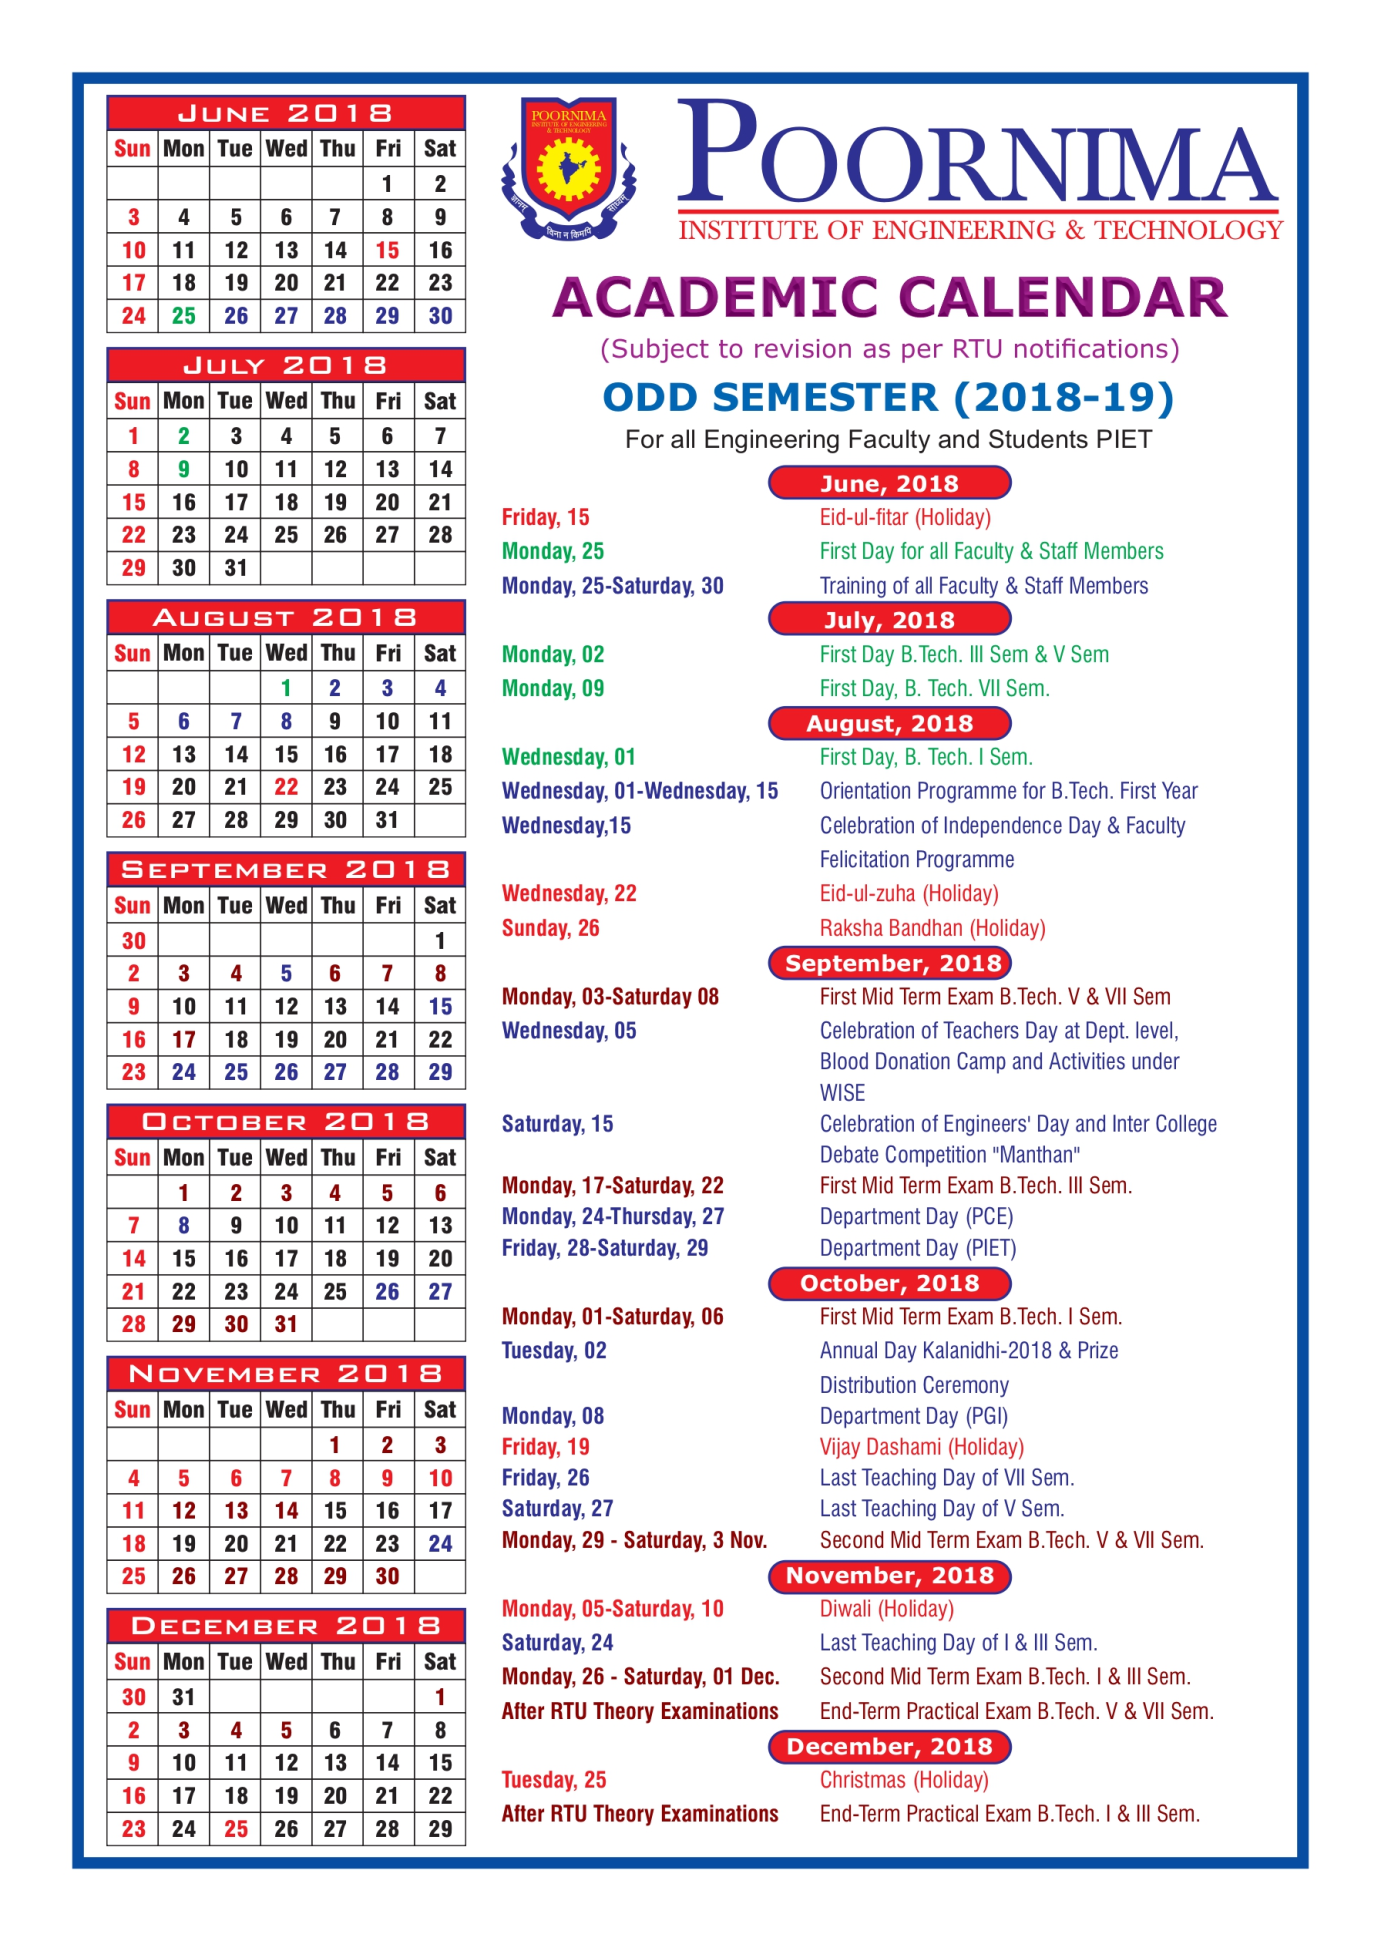 JUNE 2018
Sun Mon Tue Wed Thu Fri Sat
1 2
3 4 5 6 7 8 9
10 11 12 13 14 15 16
17 18 19 20 21 22 23
24 25 26 27 28 29 30
JULY 2018
Sun Mon Tue Wed Thu Fri Sat
1 2 3 4 5 6 7
8 9 10 11 12 13 14
15 16 17 18 19 20 21
22 23 24 25 26 27 28
29 30 31
AUGUST 2018
Sun Mon Tue Wed Thu Fri Sat
1 2 3 4
5 6 7 8 9 10 11
12 13 14 15 16 17 18
19 20 21 22 23 24 25
26 27 28 29 30 31
SEPTEMBER 2018
Sun Mon Tue Wed Thu Fri Sat
30 1
2 3 4 5 6 7 8
9 10 11 12 13 14 15
16 17 18 19 20 21 22
23 24 25 26 27 28 29
OCTOBER 2018
Sun Mon Tue Wed Thu Fri Sat
1 2 3 4 5 6
7 8 9 10 11 12 13
14 15 16 17 18 19 20
21 22 23 24 25 26 27
28 29 30 31
NOVEMBER 2018
Sun Mon Tue Wed Thu Fri Sat
1 2 3
4 5 6 7 8 9 10
11 12 13 14 15 16 17
18 19 20 21 22 23 24
25 26 27 28 29 30
DECEMBER 2018
Sun Mon Tue Wed Thu Fri Sat
30 31 1
2 3 4 5 6 7 8
9 10 11 12 13 14 15
16 17 18 19 20 21 22
23 24 25 26 27 28 29
POORNIMA
INSTITUTE OF ENGINEERING
& TECHNOLOGY
ज्ञानम् विना न किमपि साध्यम्
POORNIMA
INSTITUTE OF ENGINEERING & TECHNOLOGY
ACADEMIC CALENDAR
(Subject to revision as per RTU notifications)
ODD SEMESTER (2018-19)
For all Engineering Faculty and Students PIET
June, 2018
Friday, 15 Eid-ul-fitar (Holiday)
Monday, 25 First Day for all Faculty & Staff Members
Monday, 25-Saturday, 30 Training of all Faculty & Staff Members
July, 2018
Monday, 02 First Day B.Tech. III Sem & V Sem
Monday, 09 First Day, B. Tech. VII Sem.
August, 2018
Wednesday, 01 First Day, B. Tech. I Sem.
Wednesday, 01-Wednesday, 15 Orientation Programme for B.Tech. First Year
Wednesday,15 Celebration of Independence Day & Faculty
Felicitation Programme
Wednesday, 22 Eid-ul-zuha (Holiday)
Sunday, 26 Raksha Bandhan (Holiday)
September, 2018
Monday, 03-Saturday 08 First Mid Term Exam B.Tech. V & VII Sem
Wednesday, 05 Celebration of Teachers Day at Dept. level,
Blood Donation Camp and Activities under
WISE
Saturday, 15 Celebration of Engineers' Day and Inter College
Debate Competition "Manthan"
Monday, 17-Saturday, 22 First Mid Term Exam B.Tech. III Sem.
Monday, 24-Thursday, 27 Department Day (PCE)
Friday, 28-Saturday, 29 Department Day (PIET)
October, 2018
Monday, 01-Saturday, 06 First Mid Term Exam B.Tech. I Sem.
Tuesday, 02 Annual Day Kalanidhi-2018 & Prize
Distribution Ceremony
Monday, 08 Department Day (PGI)
Friday, 19 Vijay Dashami (Holiday)
Friday, 26 Last Teaching Day of VII Sem.
Saturday, 27 Last Teaching Day of V Sem.
Monday, 29 - Saturday, 3 Nov. Second Mid Term Exam B.Tech. V & VII Sem.
November, 2018
Monday, 05-Saturday, 10 Diwali (Holiday)
Saturday, 24 Last Teaching Day of I & III Sem.
Monday, 26 - Saturday, 01 Dec. Second Mid Term Exam B.Tech. I & III Sem.
After RTU Theory Examinations End-Term Practical Exam B.Tech. V & VII Sem.
December, 2018
Tuesday, 25 Christmas (Holiday)
After RTU Theory Examinations End-Term Practical Exam B.Tech. I & III Sem.